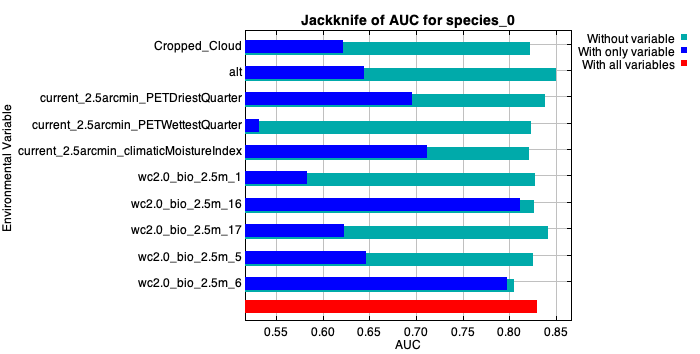 Jackknife of AUC for species_0
Without variable
With only variable
With all variables
Environmental Variable
Cropped_Cloud
alt
current_2.5arcmin_PETDriestQuarter
current_2.5arcmin_PETWettestQuarter
current_2.5arcmin_climaticMoistureIndex
wc2.0_bio_2.5m_1
wc2.0_bio_2.5m_16
wc2.0_bio_2.5m_17
wc2.0_bio_2.5m_5
wc2.0_bio_2.5m_6
0.55 0.60 0.65 0.70 0.75 0.80 0.85
AUC